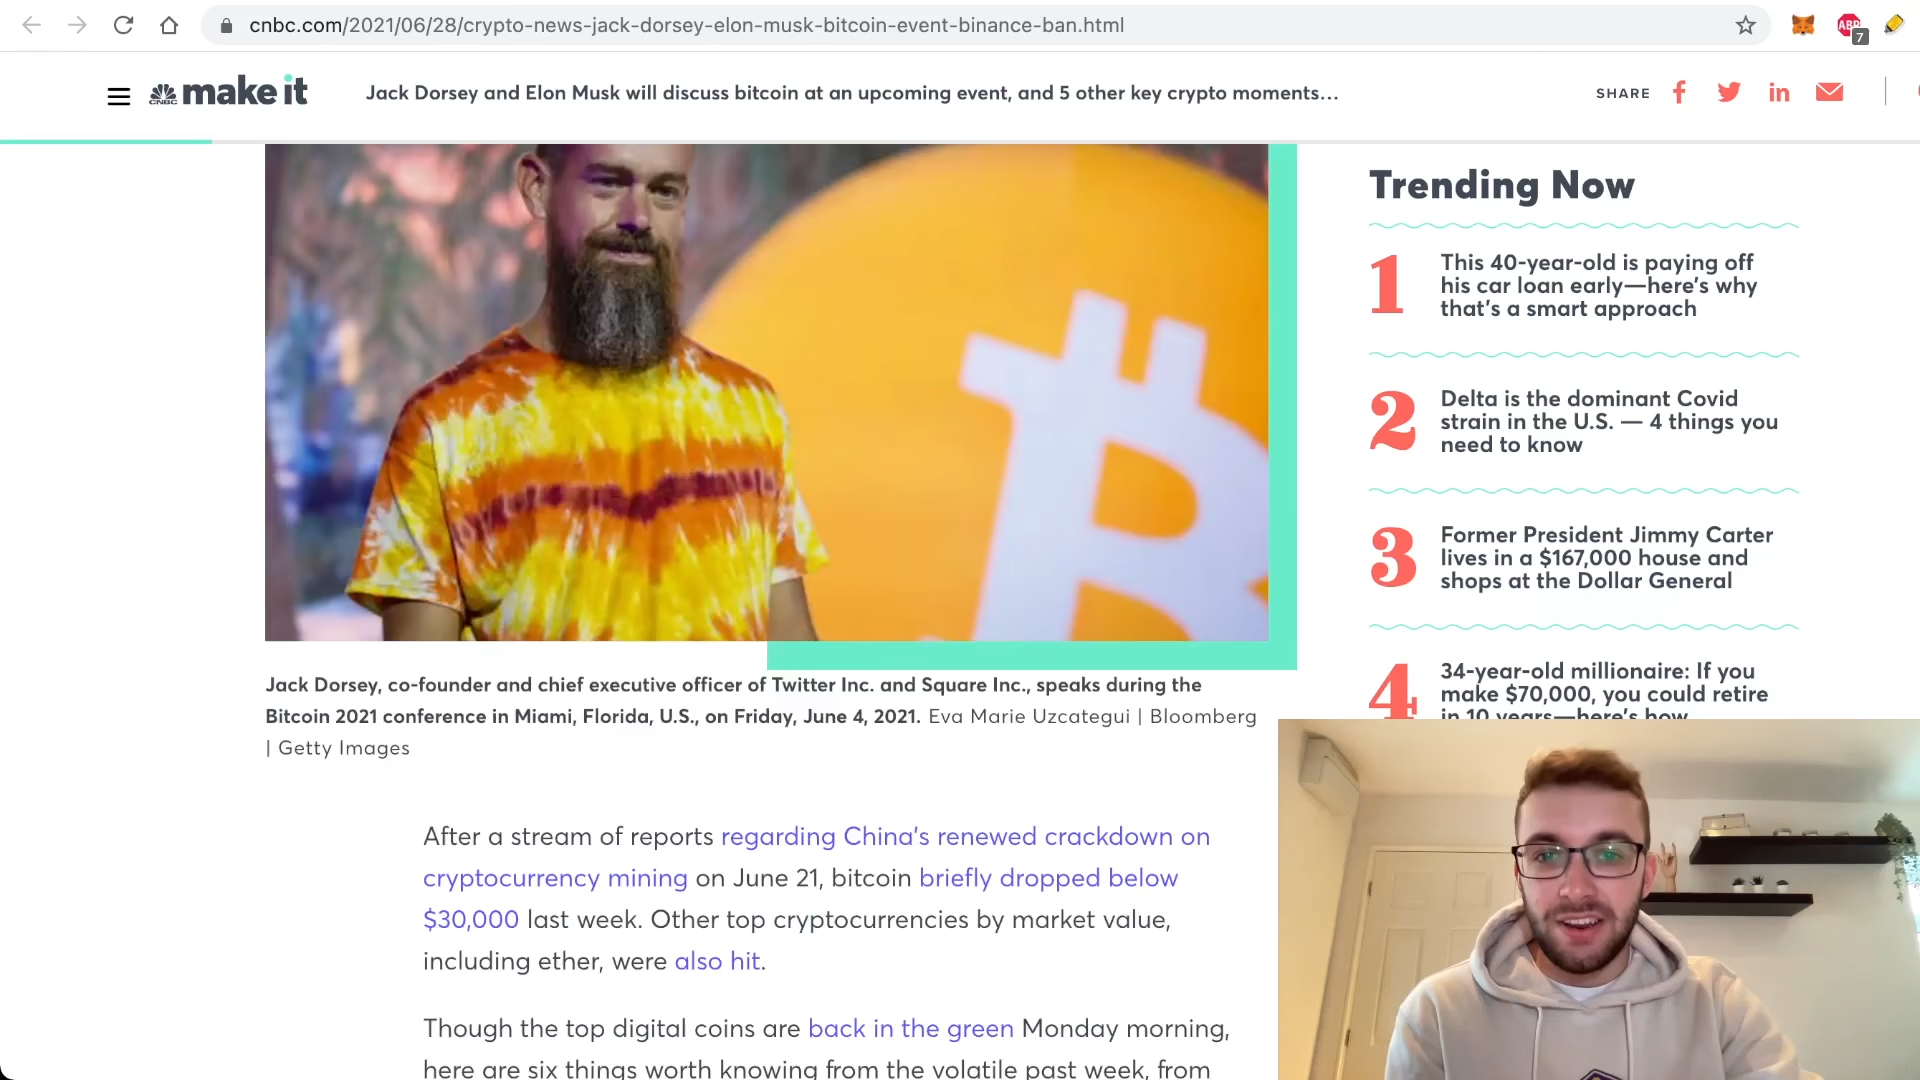 cnbc.com/2021/06/28/crypto-news-jack-dorsey-elon-musk-bitcoin-event-binance-ban.html
ABP
7
CNBC make it
Jack Dorsey and Elon Musk will discuss bitcoin at an upcoming event, and 5 other key crypto moments…
SHARE
Jack Dorsey, co-founder and chief executive officer of Twitter Inc. and Square Inc., speaks during the
Bitcoin 2021 conference in Miami, Florida, U.S., on Friday, June 4, 2021. Eva Marie Uzcategui | Bloomberg
| Getty Images
After a stream of reports regarding China's renewed crackdown on
cryptocurrency mining on June 21, bitcoin briefly dropped below
$30,000 last week. Other top cryptocurrencies by market value,
including ether, were also hit.
Though the top digital coins are back in the green Monday morning,
here are six things worth knowing from the volatile past week, from
Trending Now
1
This 40-year-old is paying off
his car loan early—here's why
that's a smart approach
2
Delta is the dominant Covid
strain in the U.S. — 4 things you
need to know
3
Former President Jimmy Carter
lives in a $167,000 house and
shops at the Dollar General
4
34-year-old millionaire: If you
make $70,000, you could retire
in 10 years—here's how